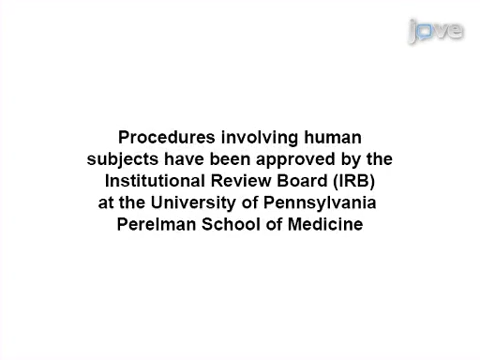 jove
Procedures involving human
subjects have been approved by the
Institutional Review Board (IRB)
at the University of Pennsylvania
Perelman School of Medicine